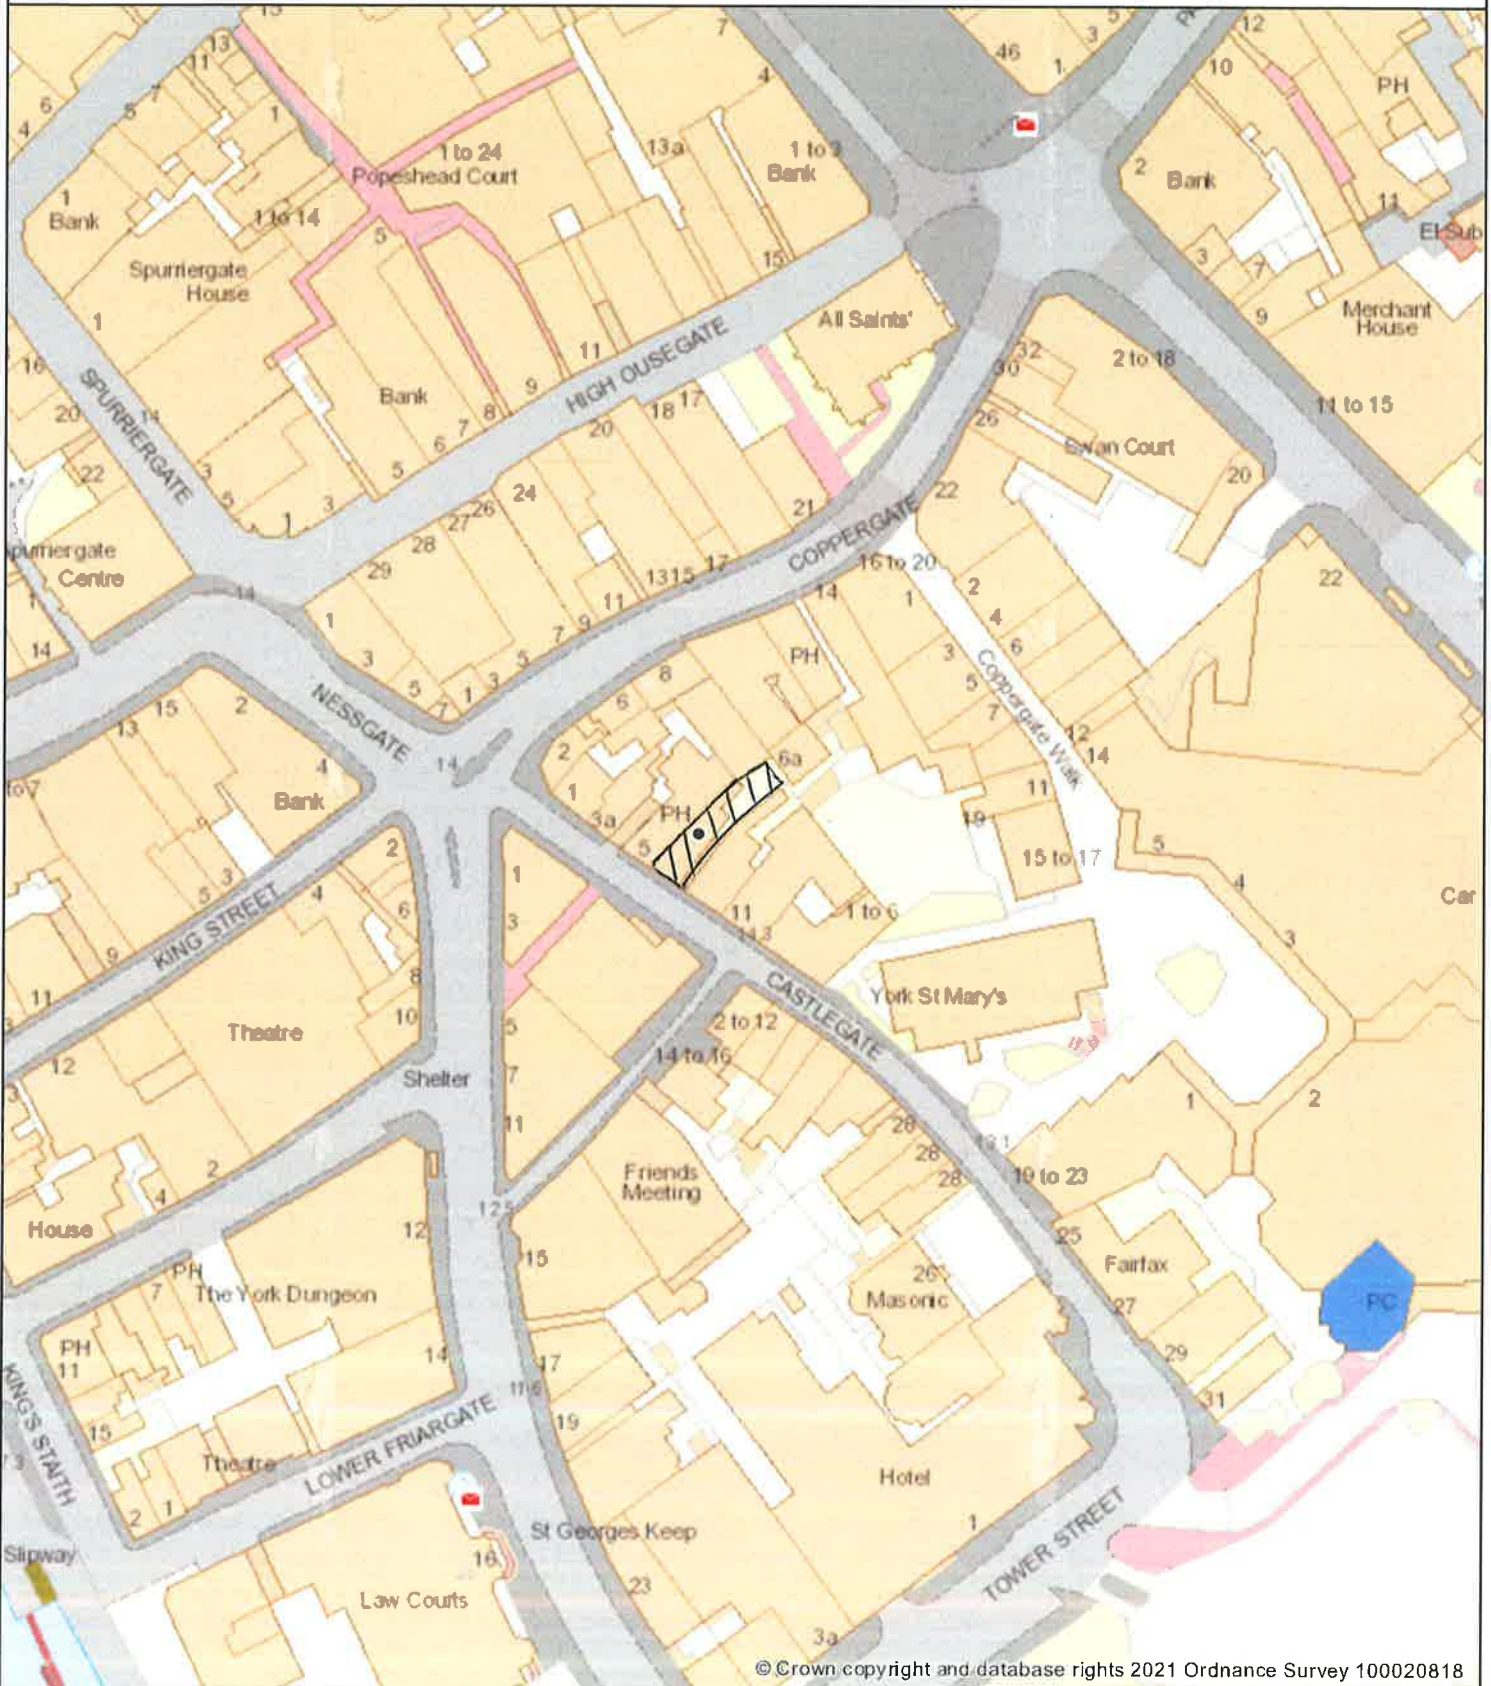 15
13
11
7
5
6
4
1
7
4
13a
1 to 24
Popeshead Court
1 to 3
Bank
46
1
3
5
12
10
PH
2
Bank
11
El Sub
1
Bank
1 to 14
5
15
Spurriergate
House
All Saints'
3
7
9
Merchant
House
1
16
SPURRIERGATE
14
20
22
Bank
11
9
8
7
6
5
HIGH OUSEGATE
18
17
20
32
30
2 to 18
11 to 15
26
Swan Court
20
22
3
5
1
3
24
26
27
28
29
21
COPPERGATE
22
Centre
14
1315
17
16 to 20
14
1
2
4
6
11
9
7
5
3
1
1
3
5
7
14
NESSGATE
8
6
PH
3
5
7
Coppergate Walk
12
14
15
13
2
4
Bank
14
2
1
3a
5
PH
6a
11
19
15 to 17
5
4
3
Car
2
1
3
5
3
KING STREET
4
6
9
11
8
10
11
1 to 6
York St Mary's
CASTLEGATE
Theatre
12
Shelter
5
7
11
2 to 12
14 to 16
1
2
28
28
19 to 23
2
4
House
Friends
Meeting
12
15
25
Fairfax
27
PC
26
Masonic
29
31
PH
7
The York Dungeon
PH
11
14
17
15
KING'S STAITH
19
Theatre
LOWER FRIARGATE
Hotel
2
1
St Georges Keep
1
TOWER STREET
Slipway
16
Law Courts
23
3a
© Crown copyright and database rights 2021 Ordnance Survey 100020818